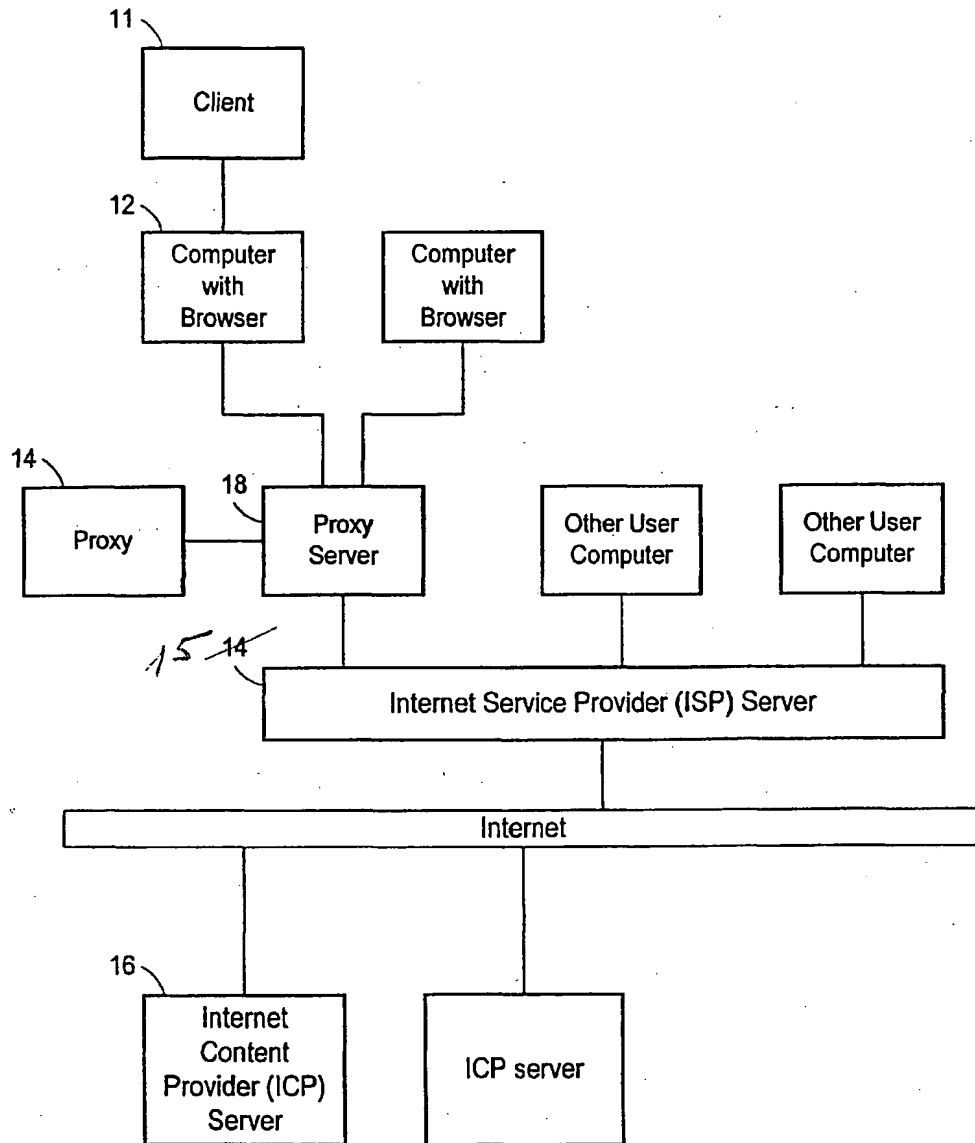 11
Client
12
Computer
with
Browser
Computer
with
Browser
14
Proxy
18
Proxy
Server
Other User
Computer
Other User
Computer
15 14
Internet Service Provider (ISP) Server
Internet
16
Internet
Content
Provider (ICP)
Server
ICP server